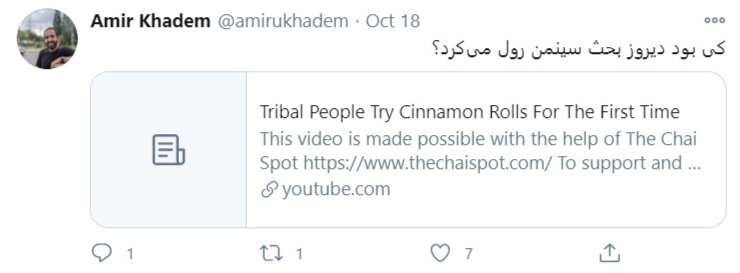 Amir Khadem @amirukhadem · Oct 18
کی بود دیروز بحث سینمن رول می‌کرد؟
Tribal People Try Cinnamon Rolls For The First Time
This video is made possible with the help of The Chai
Spot https://www.thechaispot.com/ To support and ...
youtube.com
1 1 7